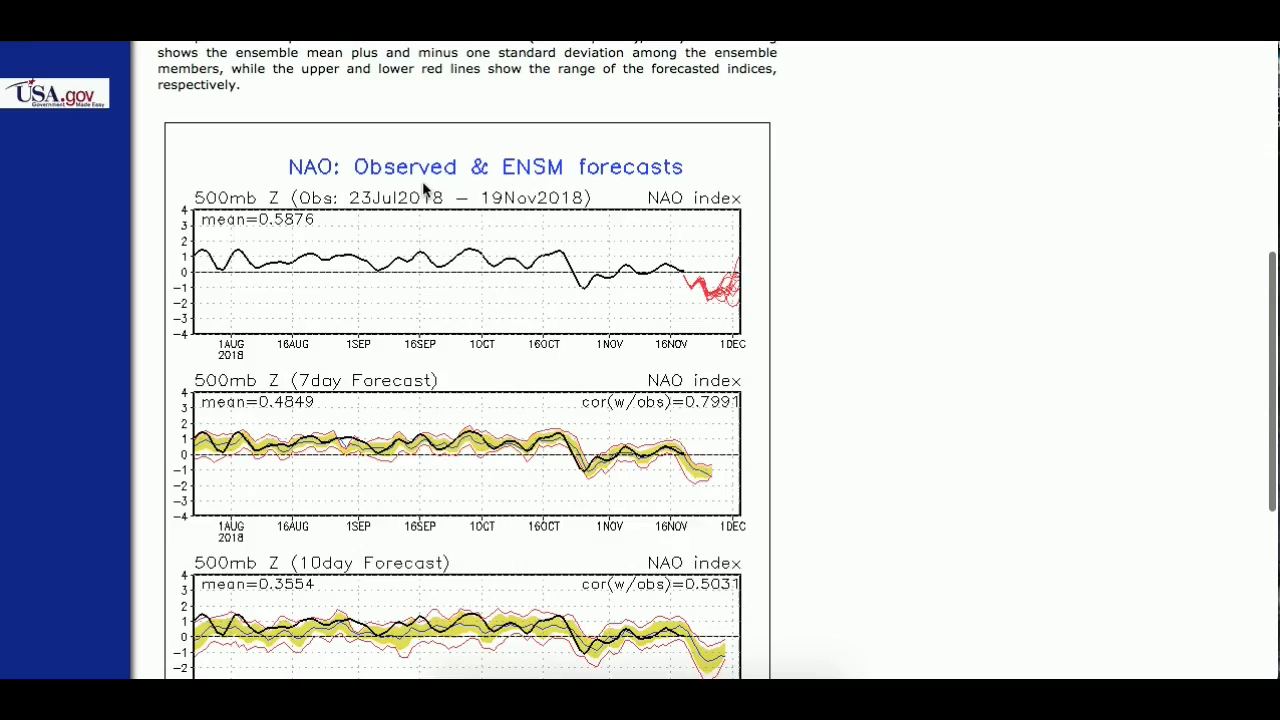 shows the ensemble mean plus and minus one standard deviation among the ensemble
members, while the upper and lower red lines show the range of the forecasted indices,
respectively.
USA.gov
Government Made Easy
NAO: Observed & ENSM forecasts
500mb Z (Obs: 23Jul2018 – 19Nov2018) NAO index
mean=0.5876
4
3
2
1
0
-1
-2
-3
-4
1AUG 16AUG 1SEP 16SEP 1OCT 16OCT 1NOV 16NOV 1DEC
2018
500mb Z (7day Forecast) NAO index
mean=0.4849 cor(w/obs)=0.7991
4
3
2
1
0
-1
-2
-3
-4
1AUG 16AUG 1SEP 16SEP 1OCT 16OCT 1NOV 16NOV 1DEC
2018
500mb Z (10day Forecast) NAO index
mean=0.3554 cor(w/obs)=0.5031
4
3
2
1
0
-1
-2